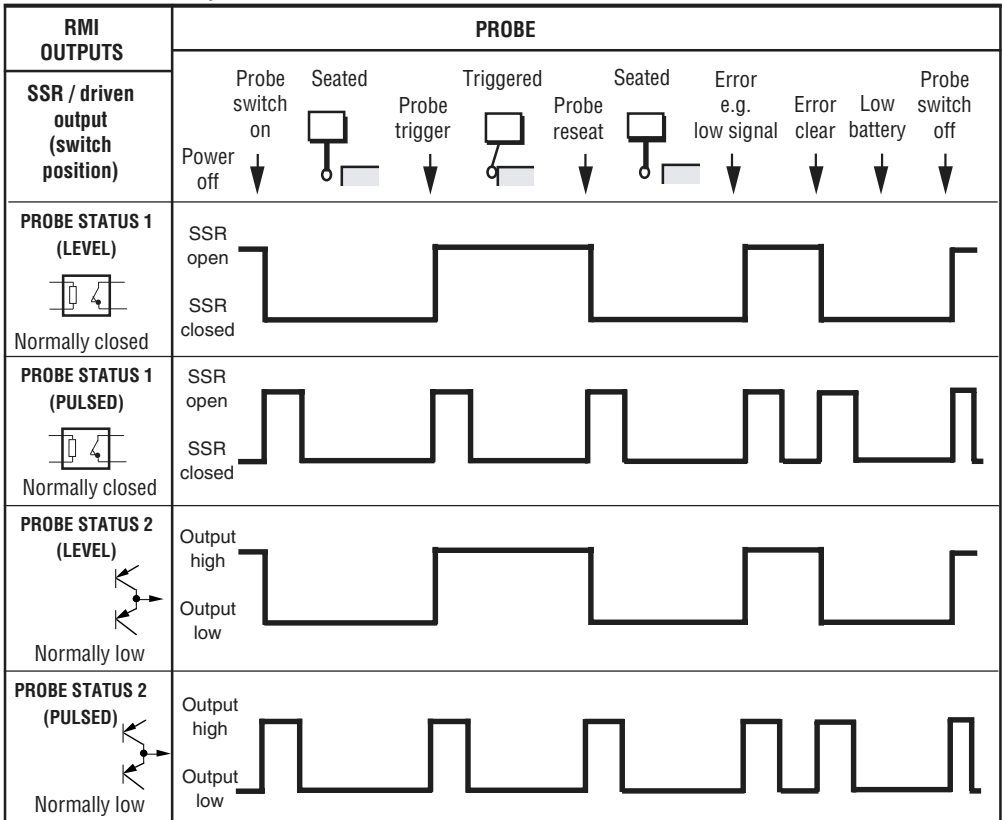 RMI
OUTPUTS
PROBE
SSR / driven
output
(switch
position)
Power
off
Probe
switch
on
Seated
Probe
trigger
Triggered
Probe
reseat
Seated
Error
e.g.
low signal
Error
clear
Low
battery
Probe
switch
off
PROBE STATUS 1
(LEVEL)
Normally closed
SSR
open
SSR
closed
PROBE STATUS 1
(PULSED)
Normally closed
SSR
open
SSR
closed
PROBE STATUS 2
(LEVEL)
Normally low
Output
high
Output
low
PROBE STATUS 2
(PULSED)
Normally low
Output
high
Output
low